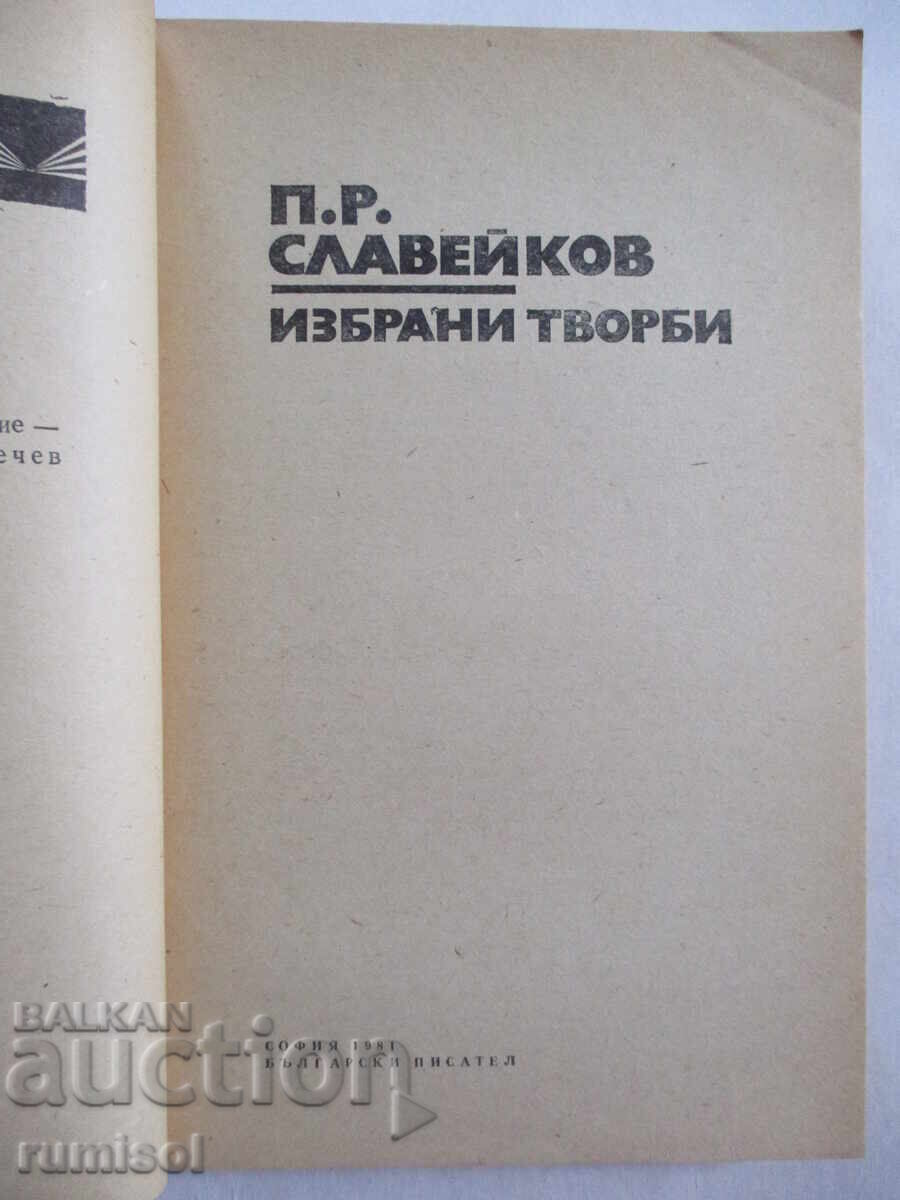 ие —
ечев
П.Р.
СЛАВЕЙКОВ
ИЗБРАНИ ТВОРБИ
СОФИЯ 1981
БЪЛГАРСКИ ПИСАТЕЛ
BALKAN
auction
rumisol